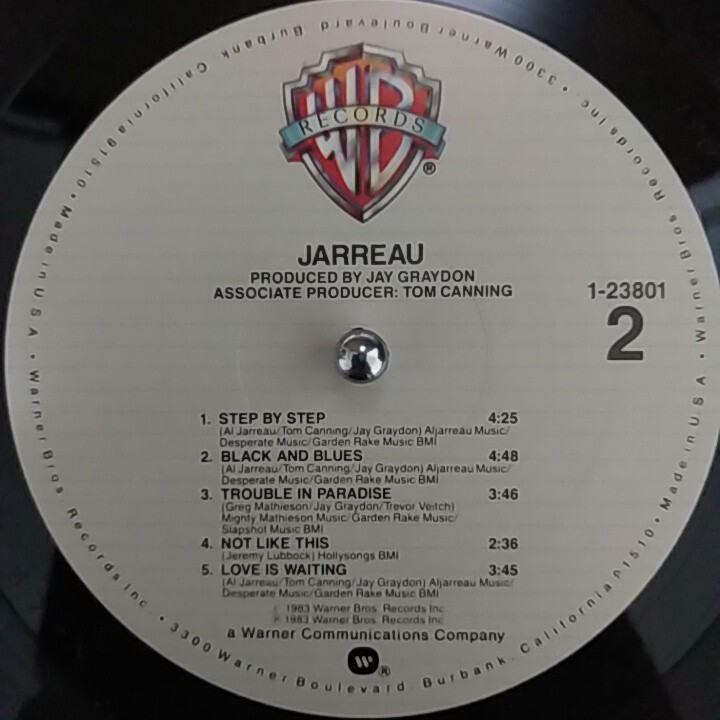 WB
RECORDS
®
JARREAU
PRODUCED BY JAY GRAYDON
ASSOCIATE PRODUCER: TOM CANNING
1-23801
2
1. STEP BY STEP 4:25
(Al Jarreau/Tom Canning/Jay Graydon) Aljarreau Music/
Desperate Music/Garden Rake Music BMI
2. BLACK AND BLUES 4:48
(Al Jarreau/Tom Canning/Jay Graydon) Aljarreau Music/
Desperate Music/Garden Rake Music BMI
3. TROUBLE IN PARADISE 3:46
(Greg Mathieson/Jay Graydon/Trevor Veitch)
Mighty Mathieson Music/Garden Rake Music/
Slapshot Music BMI
4. NOT LIKE THIS 2:36
(Jeremy Lubbock) Hollysongs BMI
5. LOVE IS WAITING 3:45
(Al Jarreau/Tom Canning/Jay Graydon) Aljarreau Music/
Desperate Music/Garden Rake Music BMI
© 1983 Warner Bros. Records Inc.
℗ 1983 Warner Bros. Records Inc.
a Warner Communications Company
W®
Warner Bros. Records Inc. • 3300 Warner Boulevard, Burbank, California 91510 • Made in U S A • Warner Bros. Records Inc. • 3300 Warner Boulevard, Burbank, California 91510 • Made in U S A •